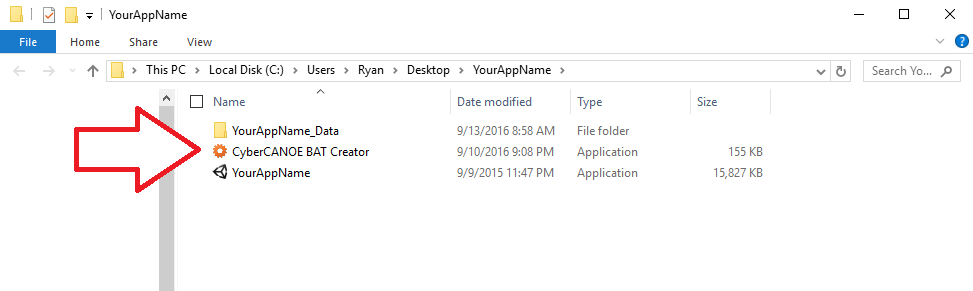 YourAppName
File Home Share View
This PC Local Disk (C:) Users Ryan Desktop YourAppName Search Yo...
Name Date modified Type Size
YourAppName_Data 9/13/2016 8:58 AM File folder
CyberCANOE BAT Creator 9/10/2016 9:08 PM Application 155 KB
YourAppName 9/9/2015 11:47 PM Application 15,827 KB